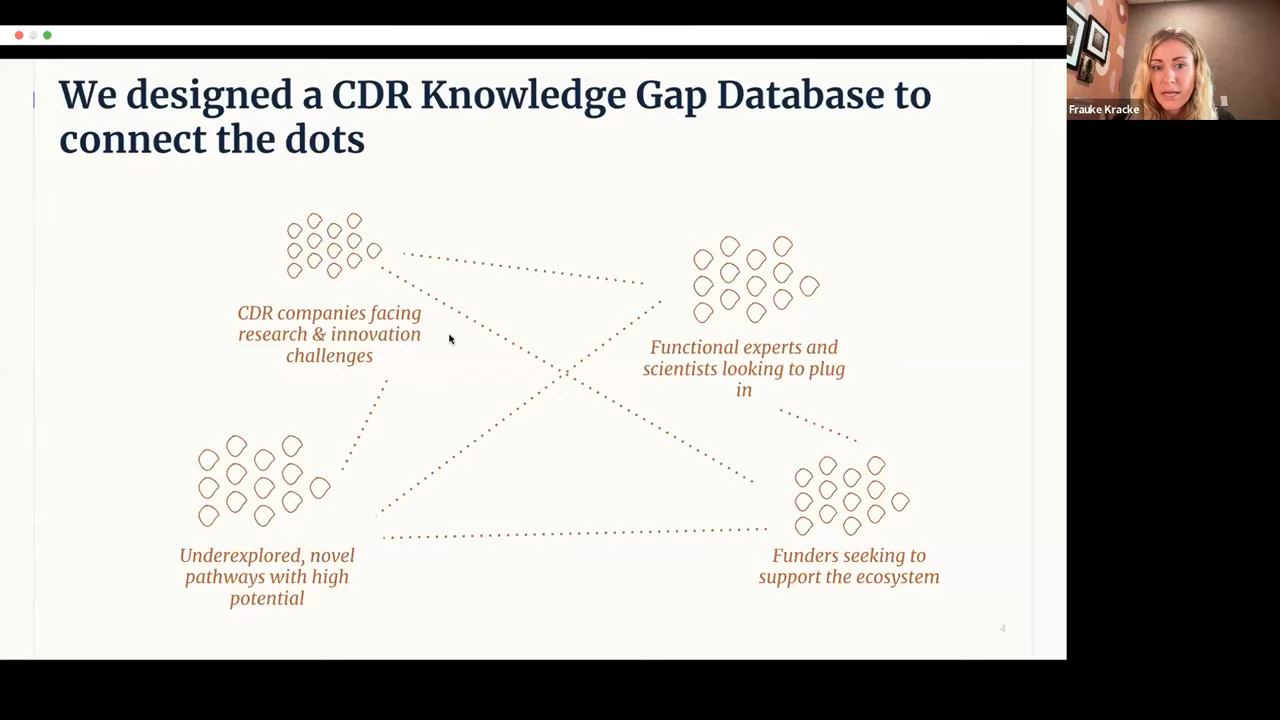 We designed a CDR Knowledge Gap Database to
connect the dots
Frauke Kracke
CDR companies facing
research & innovation
challenges
Functional experts and
scientists looking to plug
in
Underexplored, novel
pathways with high
potential
Funders seeking to
support the ecosystem
4